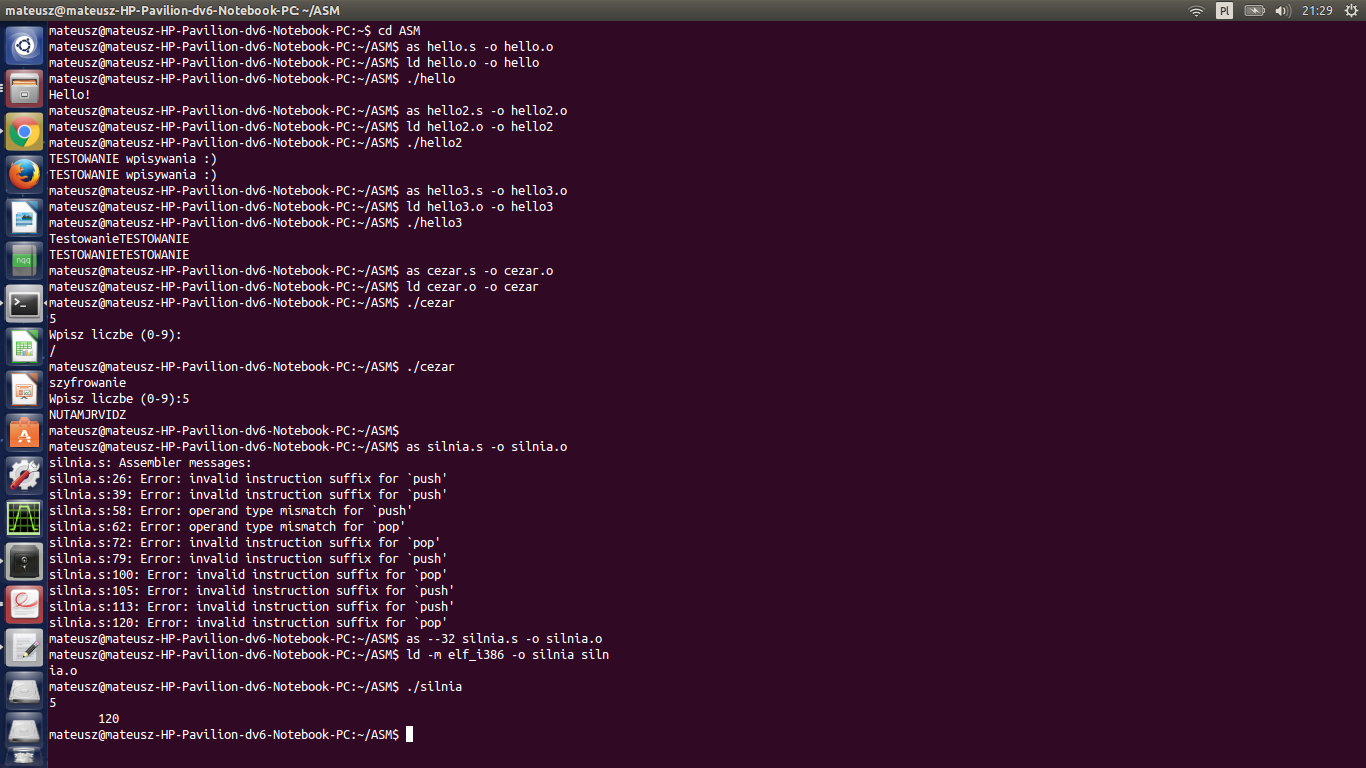 mateusz@mateusz-HP-Pavilion-dv6-Notebook-PC: ~/ASM
Pl
21:29
mateusz@mateusz-HP-Pavilion-dv6-Notebook-PC:~$ cd ASM
mateusz@mateusz-HP-Pavilion-dv6-Notebook-PC:~/ASM$ as hello.s -o hello.o
mateusz@mateusz-HP-Pavilion-dv6-Notebook-PC:~/ASM$ ld hello.o -o hello
mateusz@mateusz-HP-Pavilion-dv6-Notebook-PC:~/ASM$ ./hello
Hello!
mateusz@mateusz-HP-Pavilion-dv6-Notebook-PC:~/ASM$ as hello2.s -o hello2.o
mateusz@mateusz-HP-Pavilion-dv6-Notebook-PC:~/ASM$ ld hello2.o -o hello2
mateusz@mateusz-HP-Pavilion-dv6-Notebook-PC:~/ASM$ ./hello2
TESTOWANIE wpisywania :)
TESTOWANIE wpisywania :)
mateusz@mateusz-HP-Pavilion-dv6-Notebook-PC:~/ASM$ as hello3.s -o hello3.o
mateusz@mateusz-HP-Pavilion-dv6-Notebook-PC:~/ASM$ ld hello3.o -o hello3
mateusz@mateusz-HP-Pavilion-dv6-Notebook-PC:~/ASM$ ./hello3
TestowanieTESTOWANIE
TESTOWANIETESTOWANIE
mateusz@mateusz-HP-Pavilion-dv6-Notebook-PC:~/ASM$ as cezar.s -o cezar.o
mateusz@mateusz-HP-Pavilion-dv6-Notebook-PC:~/ASM$ ld cezar.o -o cezar
mateusz@mateusz-HP-Pavilion-dv6-Notebook-PC:~/ASM$ ./cezar
5
Wpisz liczbe (0-9):
/
mateusz@mateusz-HP-Pavilion-dv6-Notebook-PC:~/ASM$ ./cezar
szyfrowanie
Wpisz liczbe (0-9):5
NUTAMJRVIDZ
mateusz@mateusz-HP-Pavilion-dv6-Notebook-PC:~/ASM$
mateusz@mateusz-HP-Pavilion-dv6-Notebook-PC:~/ASM$ as silnia.s -o silnia.o
silnia.s: Assembler messages:
silnia.s:26: Error: invalid instruction suffix for `push'
silnia.s:39: Error: invalid instruction suffix for `push'
silnia.s:58: Error: operand type mismatch for `push'
silnia.s:62: Error: operand type mismatch for `pop'
silnia.s:72: Error: invalid instruction suffix for `pop'
silnia.s:79: Error: invalid instruction suffix for `push'
silnia.s:100: Error: invalid instruction suffix for `pop'
silnia.s:105: Error: invalid instruction suffix for `push'
silnia.s:113: Error: invalid instruction suffix for `push'
silnia.s:120: Error: invalid instruction suffix for `pop'
mateusz@mateusz-HP-Pavilion-dv6-Notebook-PC:~/ASM$ as --32 silnia.s -o silnia.o
mateusz@mateusz-HP-Pavilion-dv6-Notebook-PC:~/ASM$ ld -m elf_i386 -o silnia siln
ia.o
mateusz@mateusz-HP-Pavilion-dv6-Notebook-PC:~/ASM$ ./silnia
5
120
mateusz@mateusz-HP-Pavilion-dv6-Notebook-PC:~/ASM$
nqq